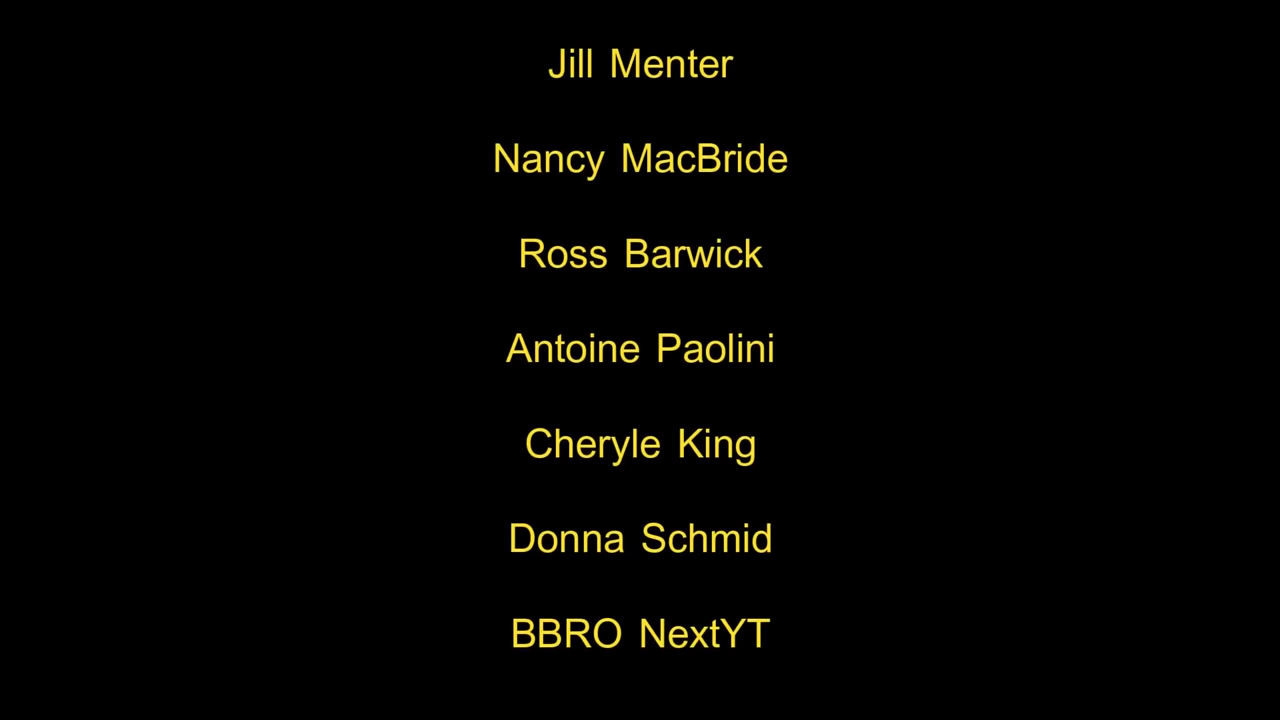 Jill Menter
Nancy MacBride
Ross Barwick
Antoine Paolini
Cheryle King
Donna Schmid
BBRO NextYT